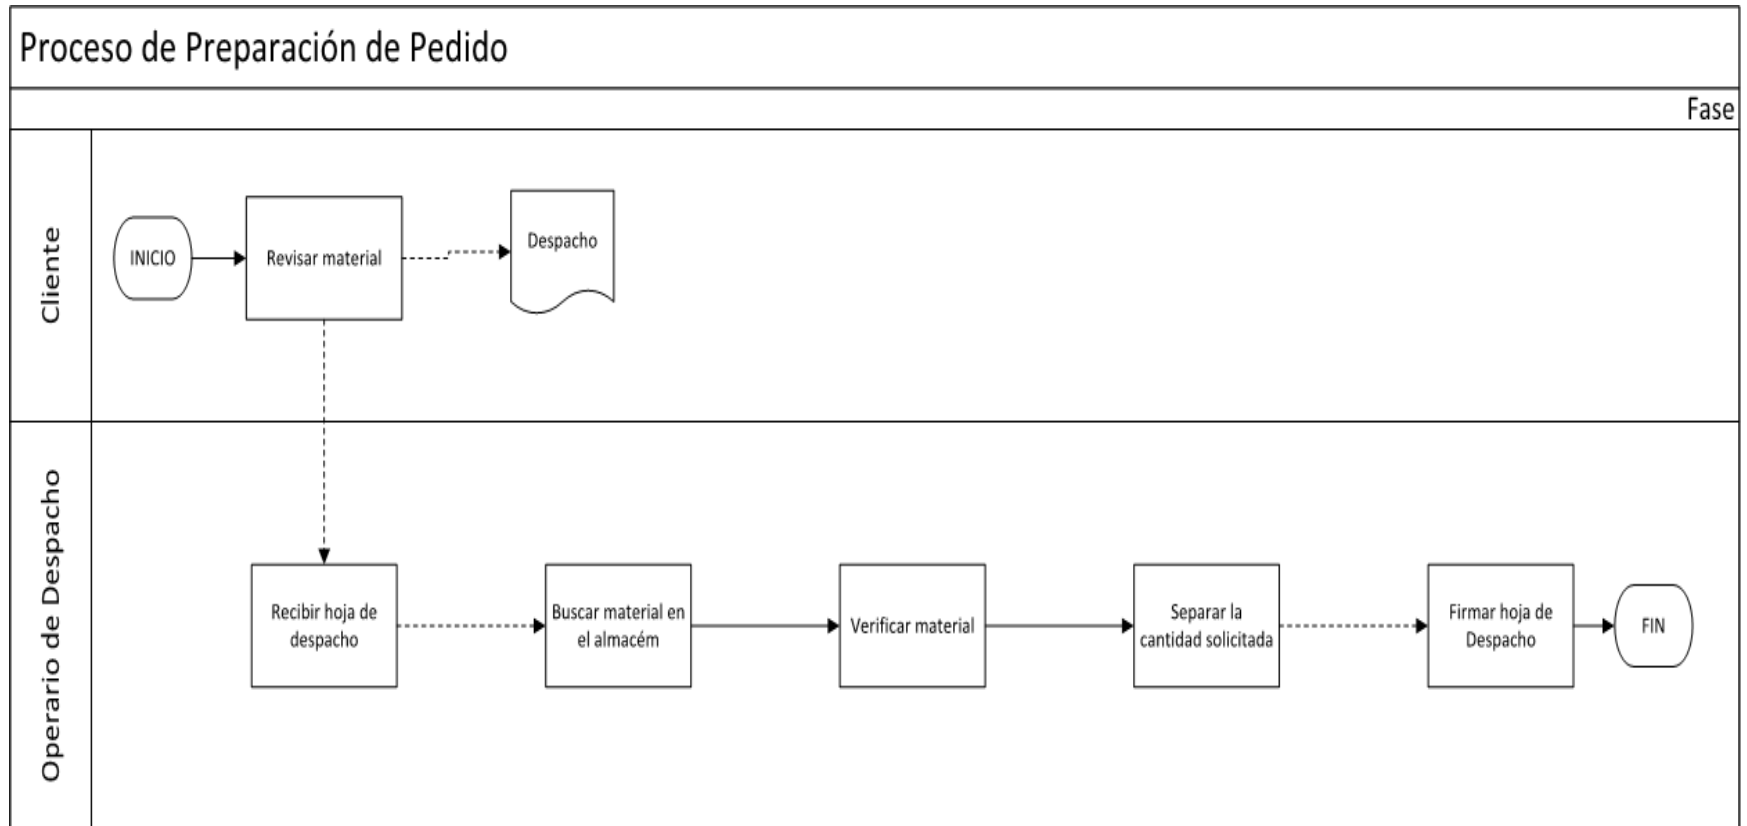 Proceso de Preparación de Pedido
Fase
Cliente
INICIO
Revisar material
Despacho
Operario de Despacho
Recibir hoja de
despacho
Buscar material en
el almacém
Verificar material
Separar la
cantidad solicitada
Firmar hoja de
Despacho
FIN